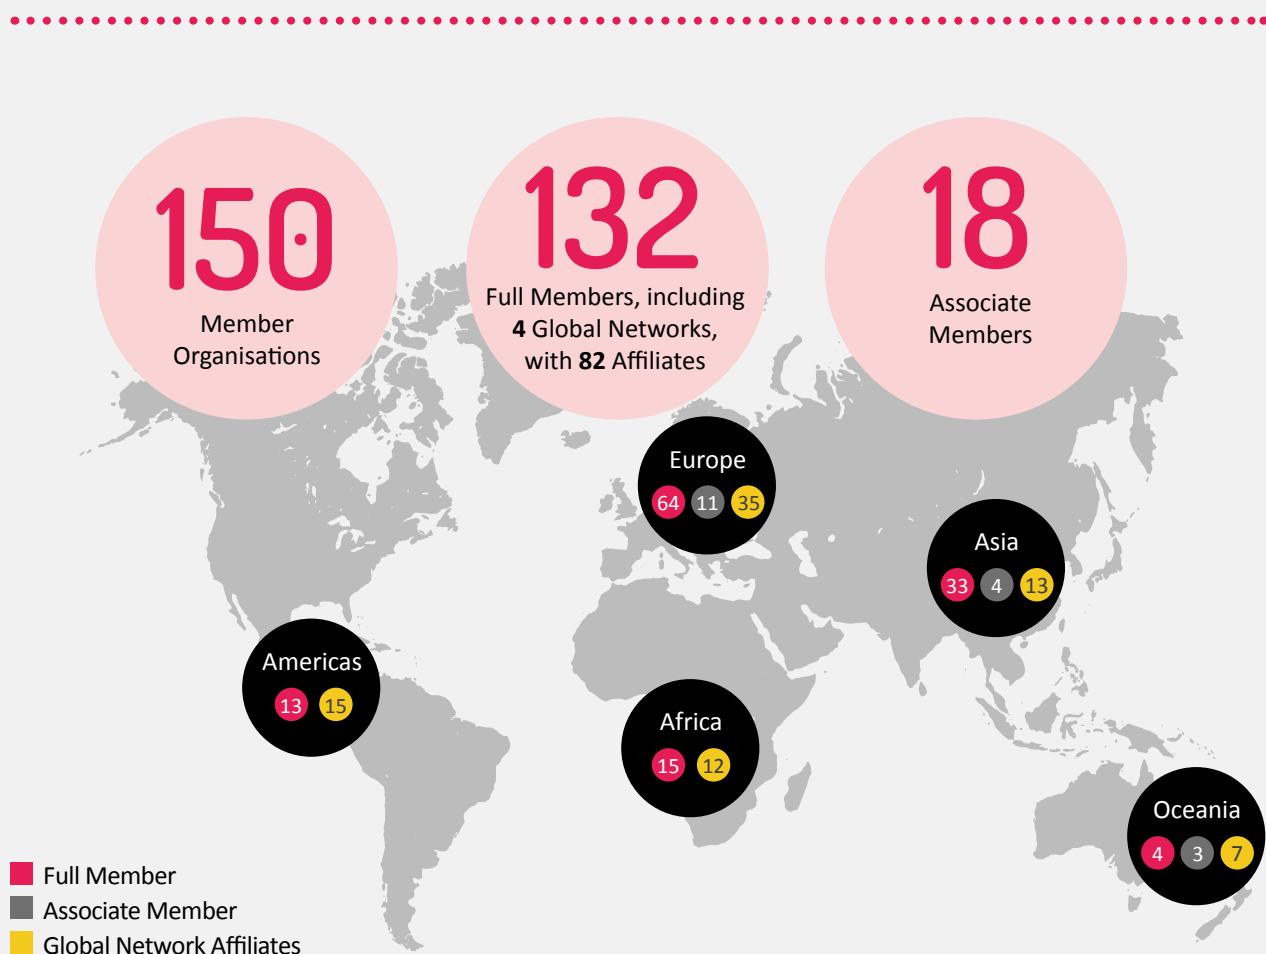 150
Member
Organisations
132
Full Members, including
4 Global Networks,
with 82 Affiliates
18
Associate
Members
Europe
64 11 35
Asia
33 4 13
Americas
13 15
Africa
15 12
Oceania
4 3 7
Full Member
Associate Member
Global Network Affiliates